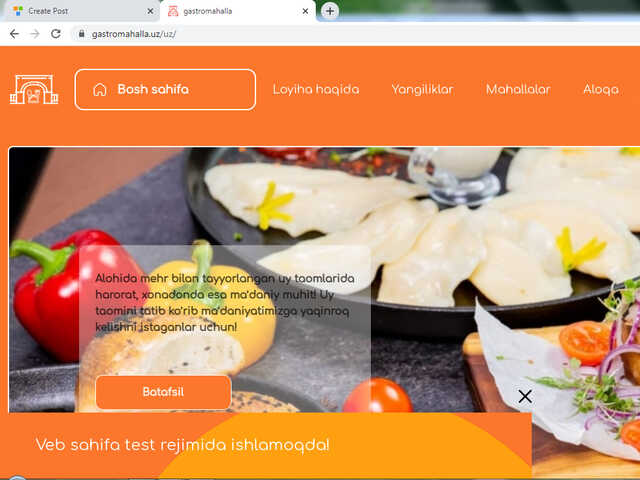 Create Post
gastromahalla
gastromahalla.uz/uz/
Bosh sahifa
Loyiha haqida
Yangiliklar
Mahallalar
Aloqa
Alohida mehr bilan tayyorlangan uy taomlarida
harorat, xonadonda esa ma'daniy muhit! Uy
taomini tatib ko'rib ma'daniyatimizga yaqinroq
kelishni istaganlar uchun!
Batafsil
Veb sahifa test rejimida ishlamoqda!